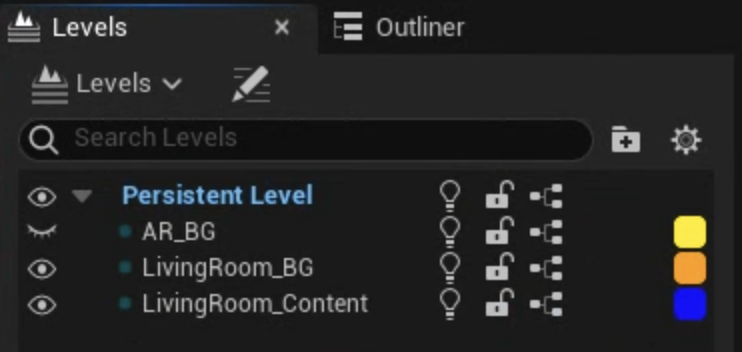 Levels Outliner
Levels
Search Levels
Persistent Level
AR_BG
LivingRoom_BG
LivingRoom_Content